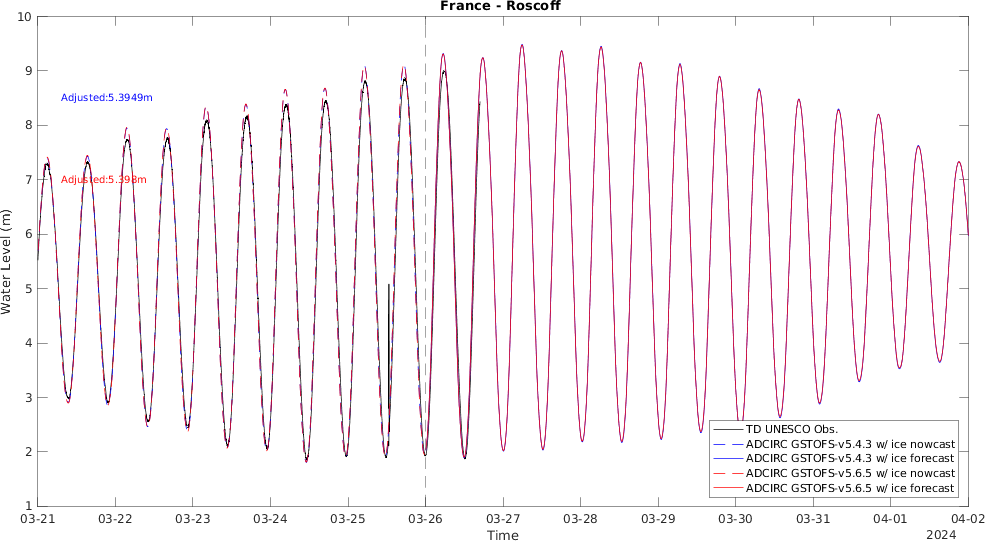 France - Roscoff
10
9
8
7
6
5
4
3
2
1
Water Level (m)
Adjusted:5.3949m
Adjusted:5.398m
TD UNESCO Obs.
ADCIRC GSTOFS-v5.4.3 w/ ice nowcast
ADCIRC GSTOFS-v5.4.3 w/ ice forecast
ADCIRC GSTOFS-v5.6.5 w/ ice nowcast
ADCIRC GSTOFS-v5.6.5 w/ ice forecast
03-21 03-22 03-23 03-24 03-25 03-26 03-27 03-28 03-29 03-30 03-31 04-01 04-02
Time
2024